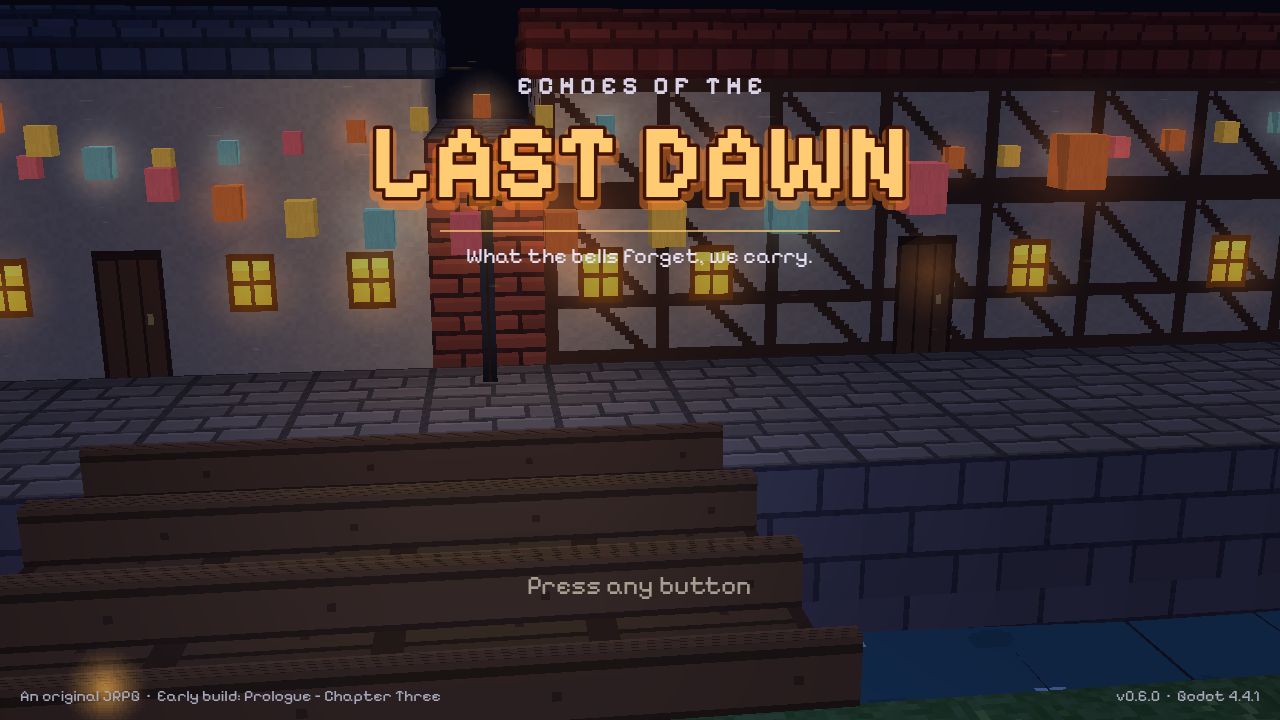 ECHOES OF THE
LAST DAWN
What the bells forget, we carry.
Press any button
An original JRPG · Early build: Prologue - Chapter Three
v0.6.0 · Godot 4.4.1